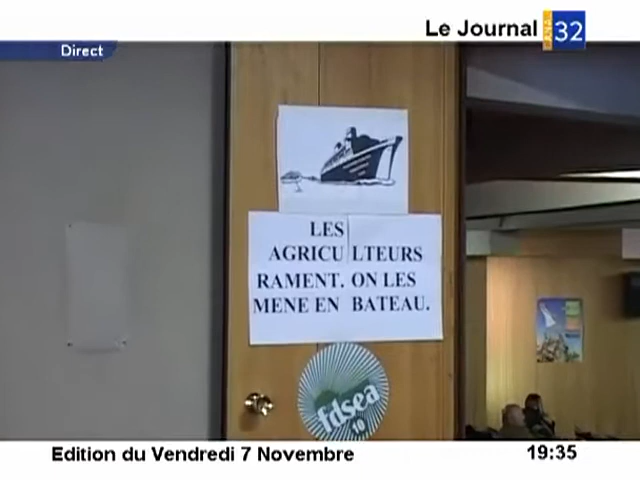 Le Journal 32
Direct
LES
AGRICULTEURS
RAMENT. ON LES
MENE EN BATEAU.
fdsea
10
Edition du Vendredi 7 Novembre
19:35